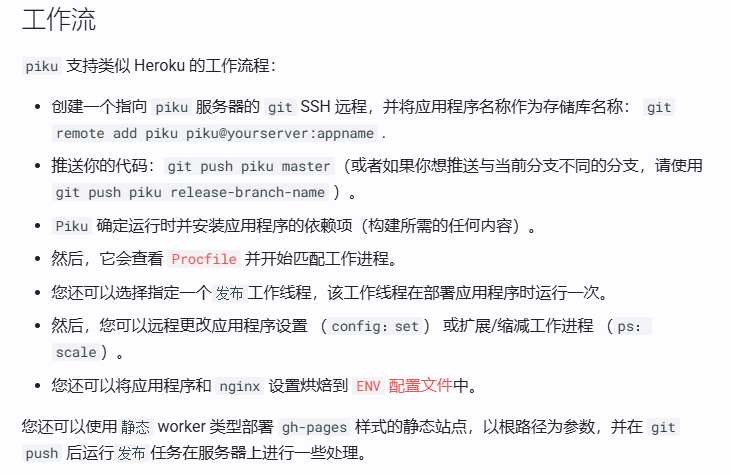 工作流
piku 支持类似 Heroku 的工作流程：
创建一个指向 piku 服务器的 git SSH 远程，并将应用程序名称作为存储库名称： git
remote add piku piku@yourserver:appname .
推送你的代码：git push piku master（或者如果你想推送与当前分支不同的分支，请使用
git push piku release-branch-name）。
Piku 确定运行时并安装应用程序的依赖项（构建所需的任何内容）。
然后，它会查看 Procfile 并开始匹配工作进程。
您还可以选择指定一个发布工作线程，该工作线程在部署应用程序时运行一次。
然后，您可以远程更改应用程序设置 （config：set） 或扩展/缩减工作进程 （ps：
scale）。
您还可以将应用程序和 nginx 设置烘焙到 ENV 配置文件中。
您还可以使用静态 worker 类型部署 gh-pages 样式的静态站点，以根路径为参数，并在 git
push 后运行发布任务在服务器上进行一些处理。